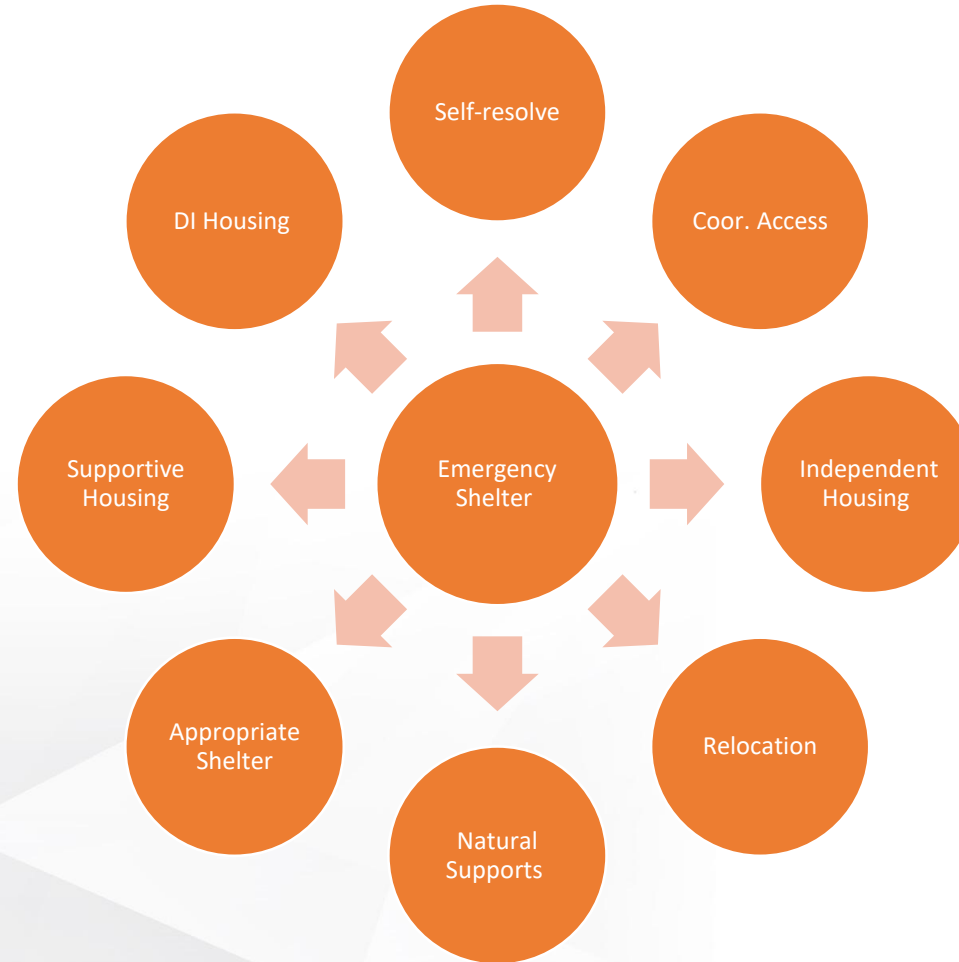 Self-resolve
Coor. Access
Independent
Housing
Relocation
Natural
Supports
Appropriate
Shelter
Supportive
Housing
DI Housing
Emergency
Shelter